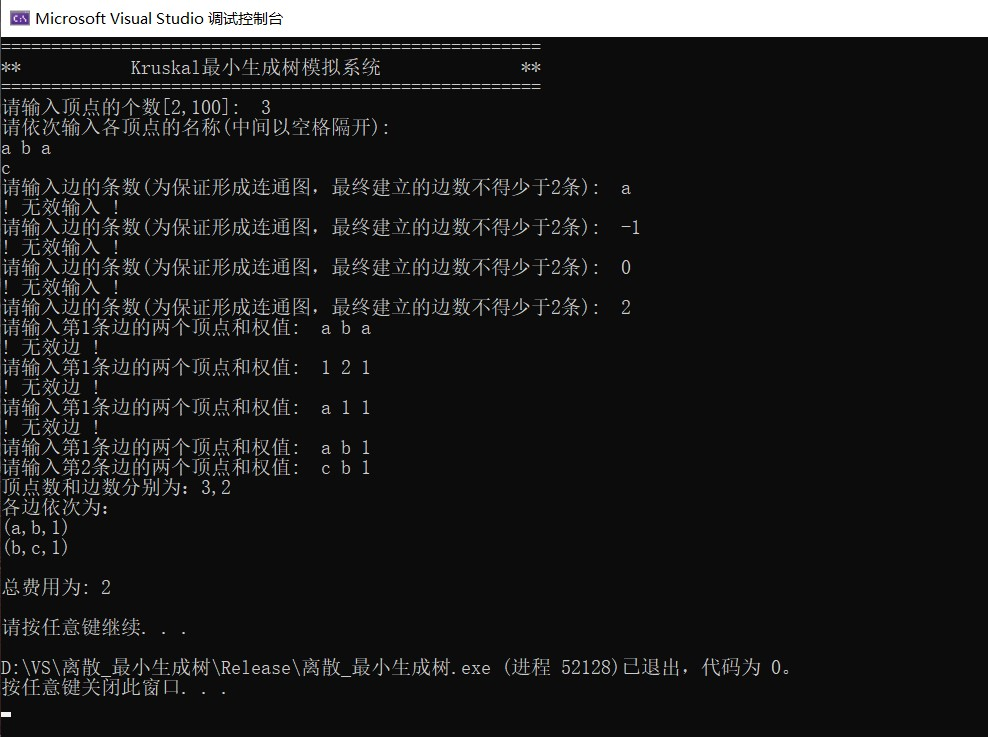 Microsoft Visual Studio 调试控制台
======================================================
**           Kruskal最小生成树模拟系统              **
======================================================
请输入顶点的个数[2,100]:  3
请依次输入各顶点的名称(中间以空格隔开):
a b a
c
请输入边的条数(为保证形成连通图，最终建立的边数不得少于2条):  a
! 无效输入 !
请输入边的条数(为保证形成连通图，最终建立的边数不得少于2条):  -1
! 无效输入 !
请输入边的条数(为保证形成连通图，最终建立的边数不得少于2条):  0
! 无效输入 !
请输入边的条数(为保证形成连通图，最终建立的边数不得少于2条):  2
请输入第1条边的两个顶点和权值:  a b a
! 无效边 !
请输入第1条边的两个顶点和权值:  1 2 1
! 无效边 !
请输入第1条边的两个顶点和权值:  a 1 1
! 无效边 !
请输入第1条边的两个顶点和权值:  a b 1
请输入第2条边的两个顶点和权值:  c b 1
顶点数和边数分别为：3,2
各边依次为：
(a,b,1)
(b,c,1)
总费用为: 2
请按任意键继续. . .
D:\VS\离散_最小生成树\Release\离散_最小生成树.exe (进程 52128)已退出，代码为 0。
按任意键关闭此窗口. . .